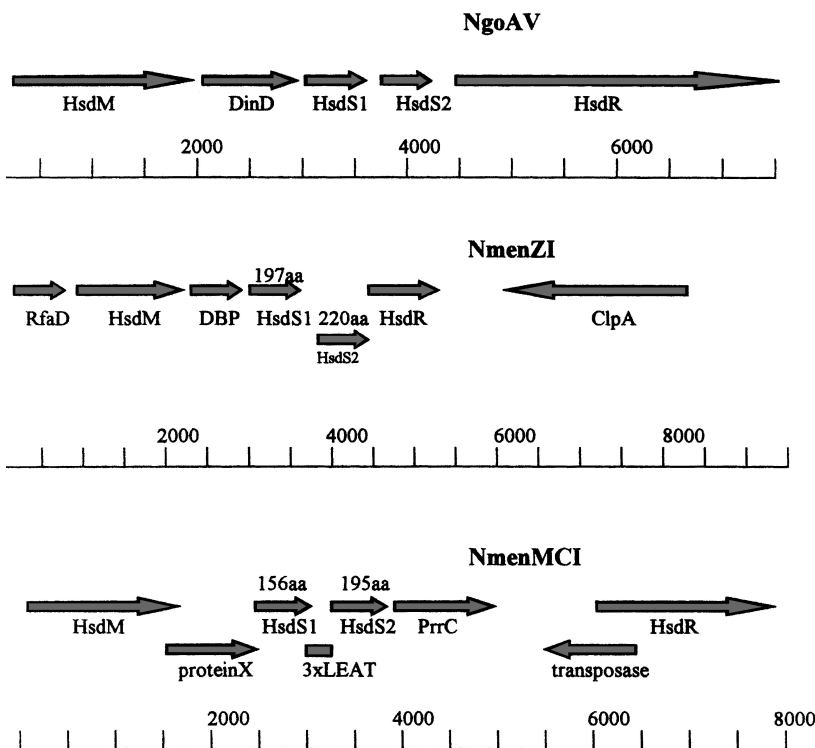 NgoAV
HsdM DinD HsdS1 HsdS2 HsdR
2000 4000 6000
NmenZI
197aa
RfaD HsdM DBP HsdS1 220aa HsdR ClpA
HsdS2
2000 4000 6000 8000
NmenMCI
156aa 195aa
HsdM HsdS1 HsdS2 PrrC HsdR
proteinX 3xLEAT transposase
2000 4000 6000 8000